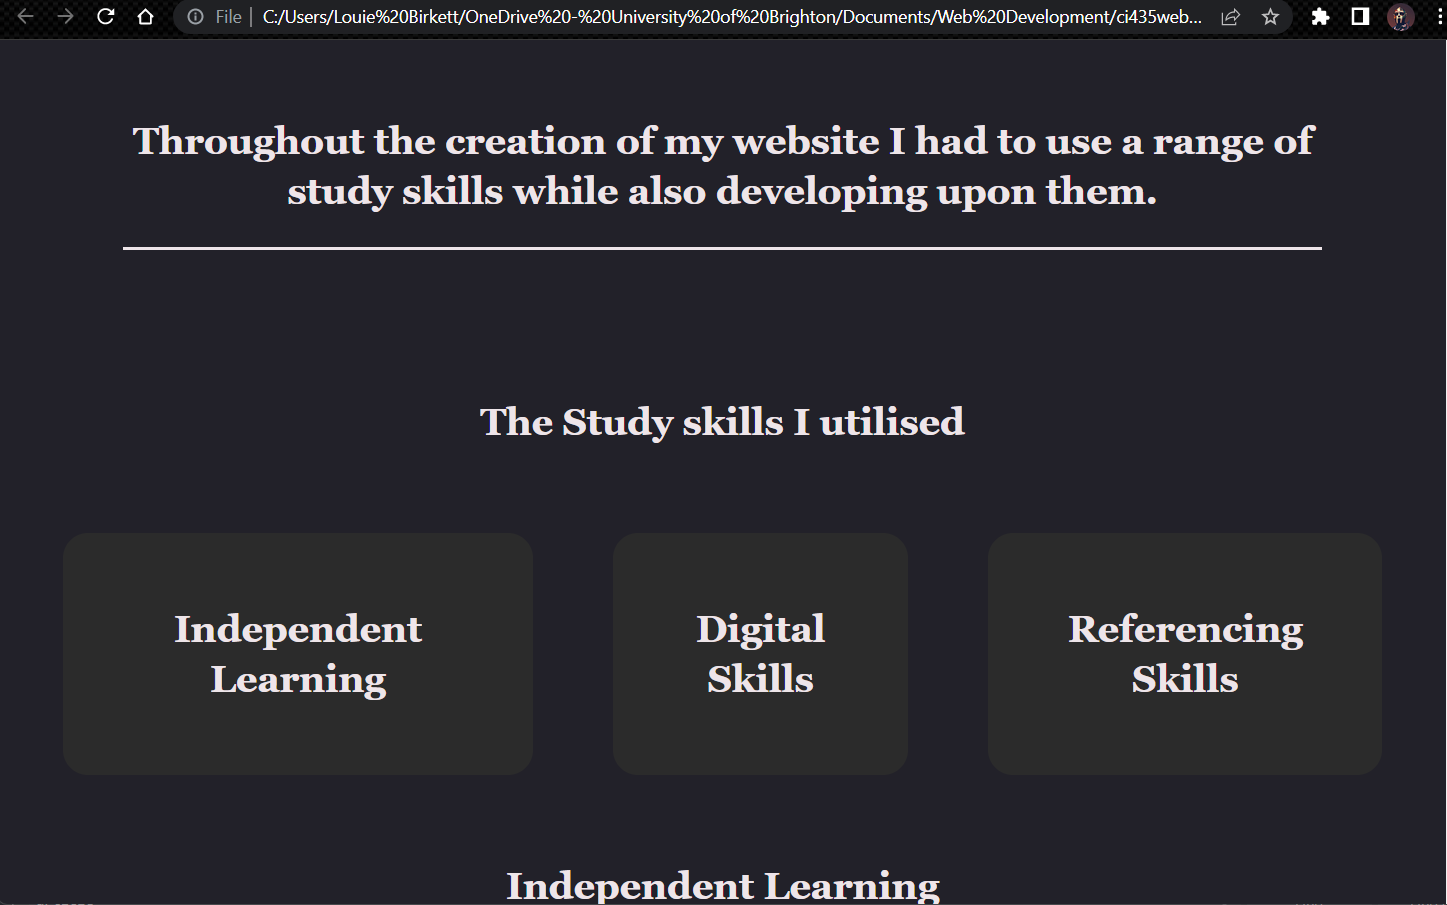 File
C:/Users/Louie%20Birkett/OneDrive%20-%20University%20of%20Brighton/Documents/Web%20Development/ci435web...
Throughout the creation of my website I had to use a range of
study skills while also developing upon them.
The Study skills I utilised
Independent
Learning
Digital
Skills
Referencing
Skills
Independent Learning